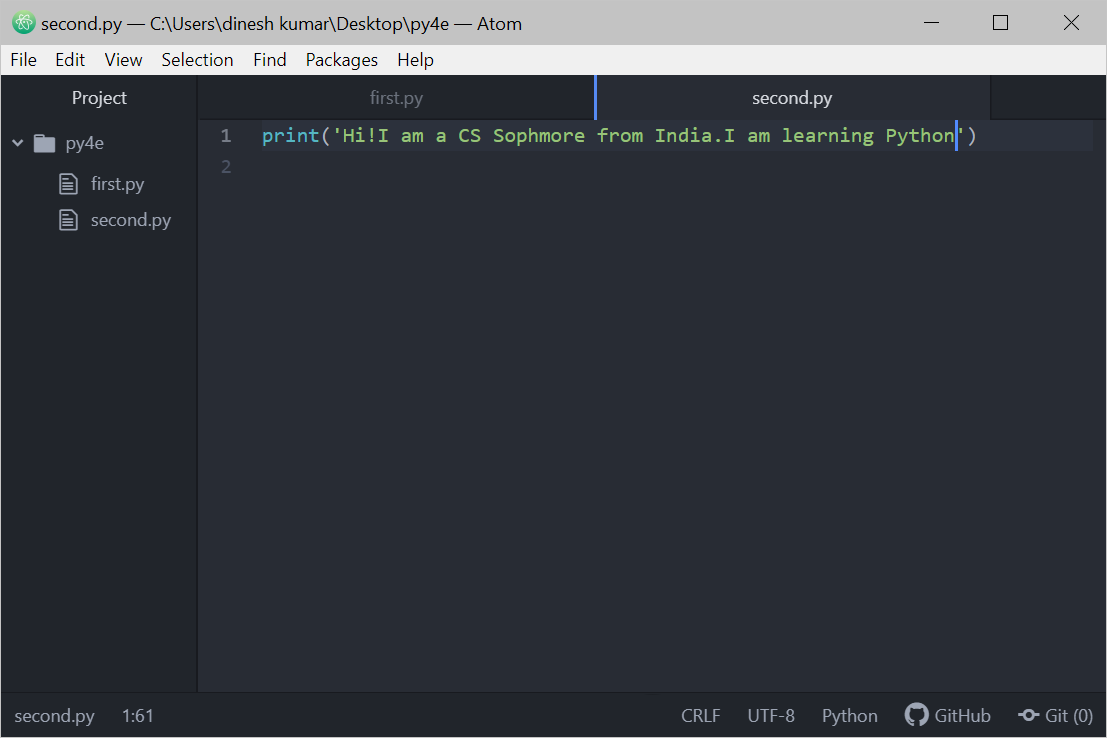 second.py — C:\Users\dinesh kumar\Desktop\py4e — Atom
File Edit View Selection Find Packages Help
Project first.py second.py
py4e
first.py
second.py
1 print('Hi!I am a CS Sophmore from India.I am learning Python')
2
second.py 1:61 CRLF UTF-8 Python GitHub Git (0)